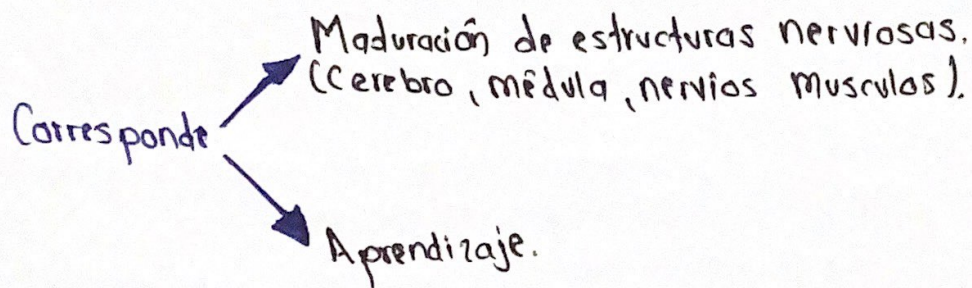 Maduración de estructuras nerviosas.
(Cerebro, médula, nervios musculos).
Corresponde
Aprendizaje.